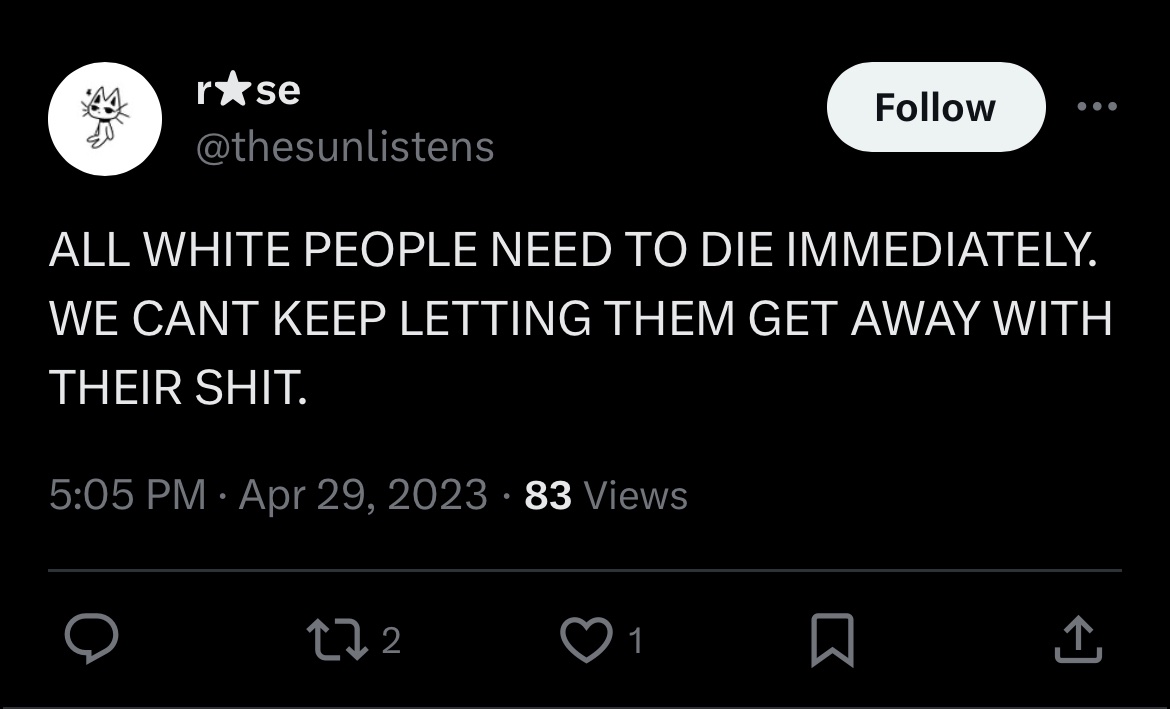 r★se
Follow
@thesunlistens
ALL WHITE PEOPLE NEED TO DIE IMMEDIATELY.
WE CANT KEEP LETTING THEM GET AWAY WITH
THEIR SHIT.
5:05 PM · Apr 29, 2023 · 83 Views
2
1